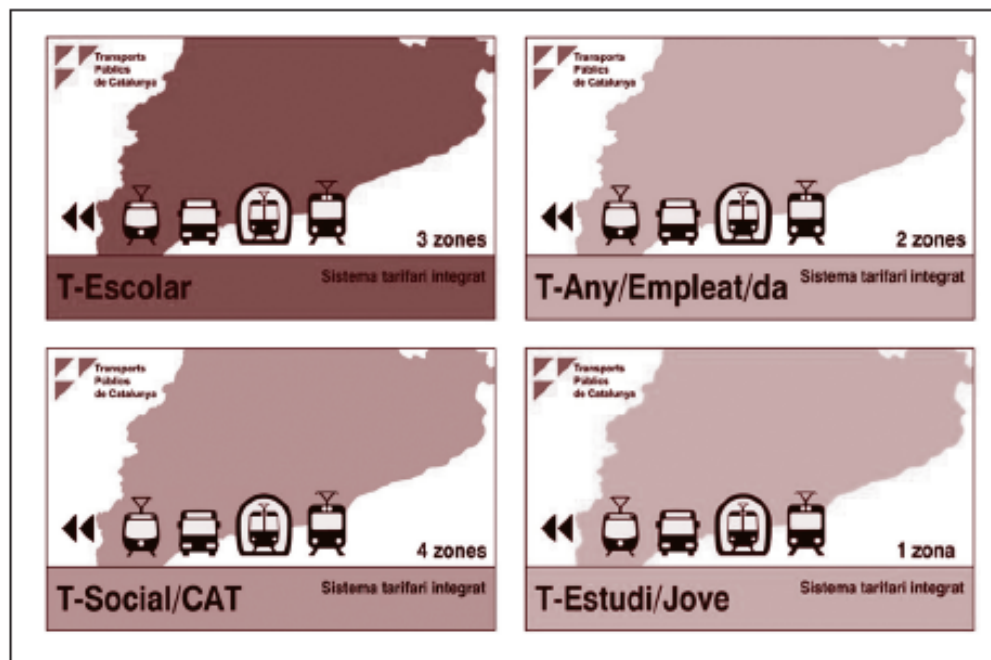 Transports
Públics
de Catalunya
3 zones
T-Escolar
Sistema tarifari integrat
Transports
Públics
de Catalunya
2 zones
T-Any/Empleat/da
Sistema tarifari integrat
Transports
Públics
de Catalunya
4 zones
T-Social/CAT
Sistema tarifari integrat
Transports
Públics
de Catalunya
1 zona
T-Estudi/Jove
Sistema tarifari integrat